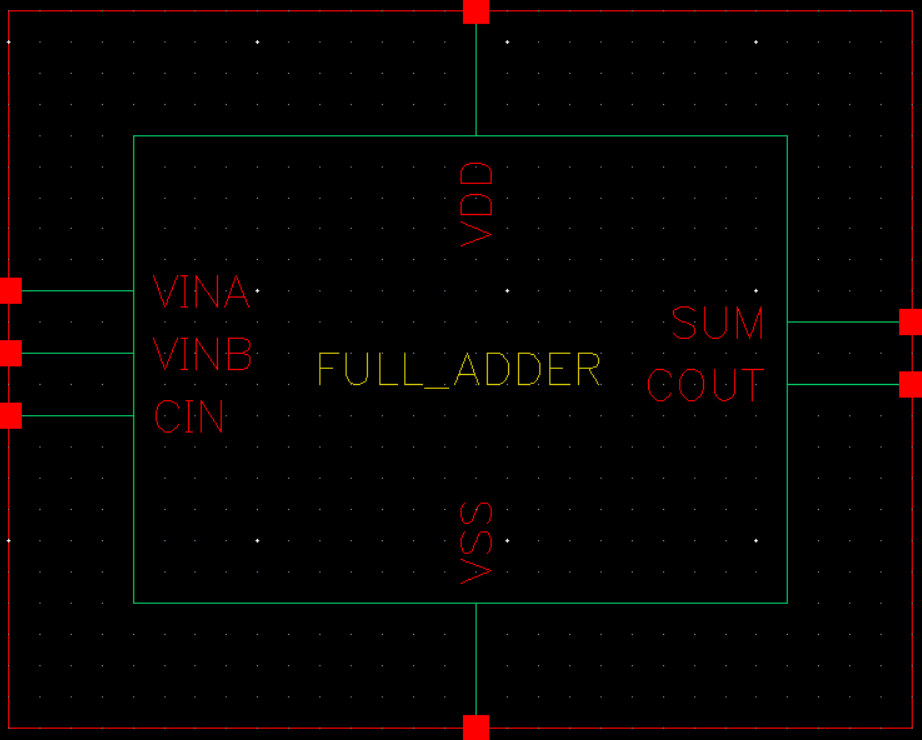 VDD
VINA
SUM
VINB
FULL_ADDER
COUT
CIN
VSS